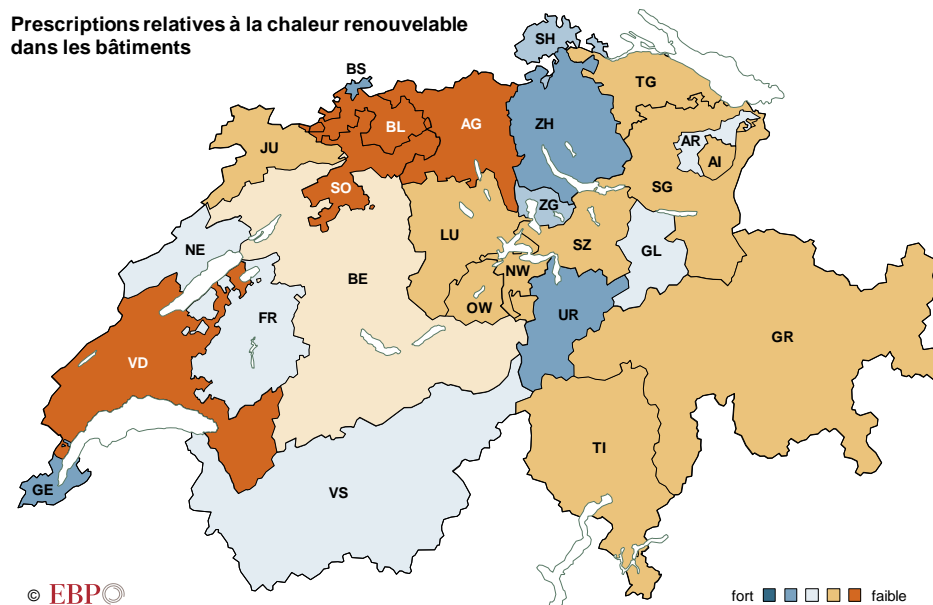 Prescriptions relatives à la chaleur renouvelable
dans les bâtiments
SH
BS
TG
BL
AG
ZH
AR
JU
AI
SO
SG
ZG
LU
NE
SZ
GL
BE
NW
OW
FR
UR
GR
VD
TI
GE
VS
© EBP
fort faible